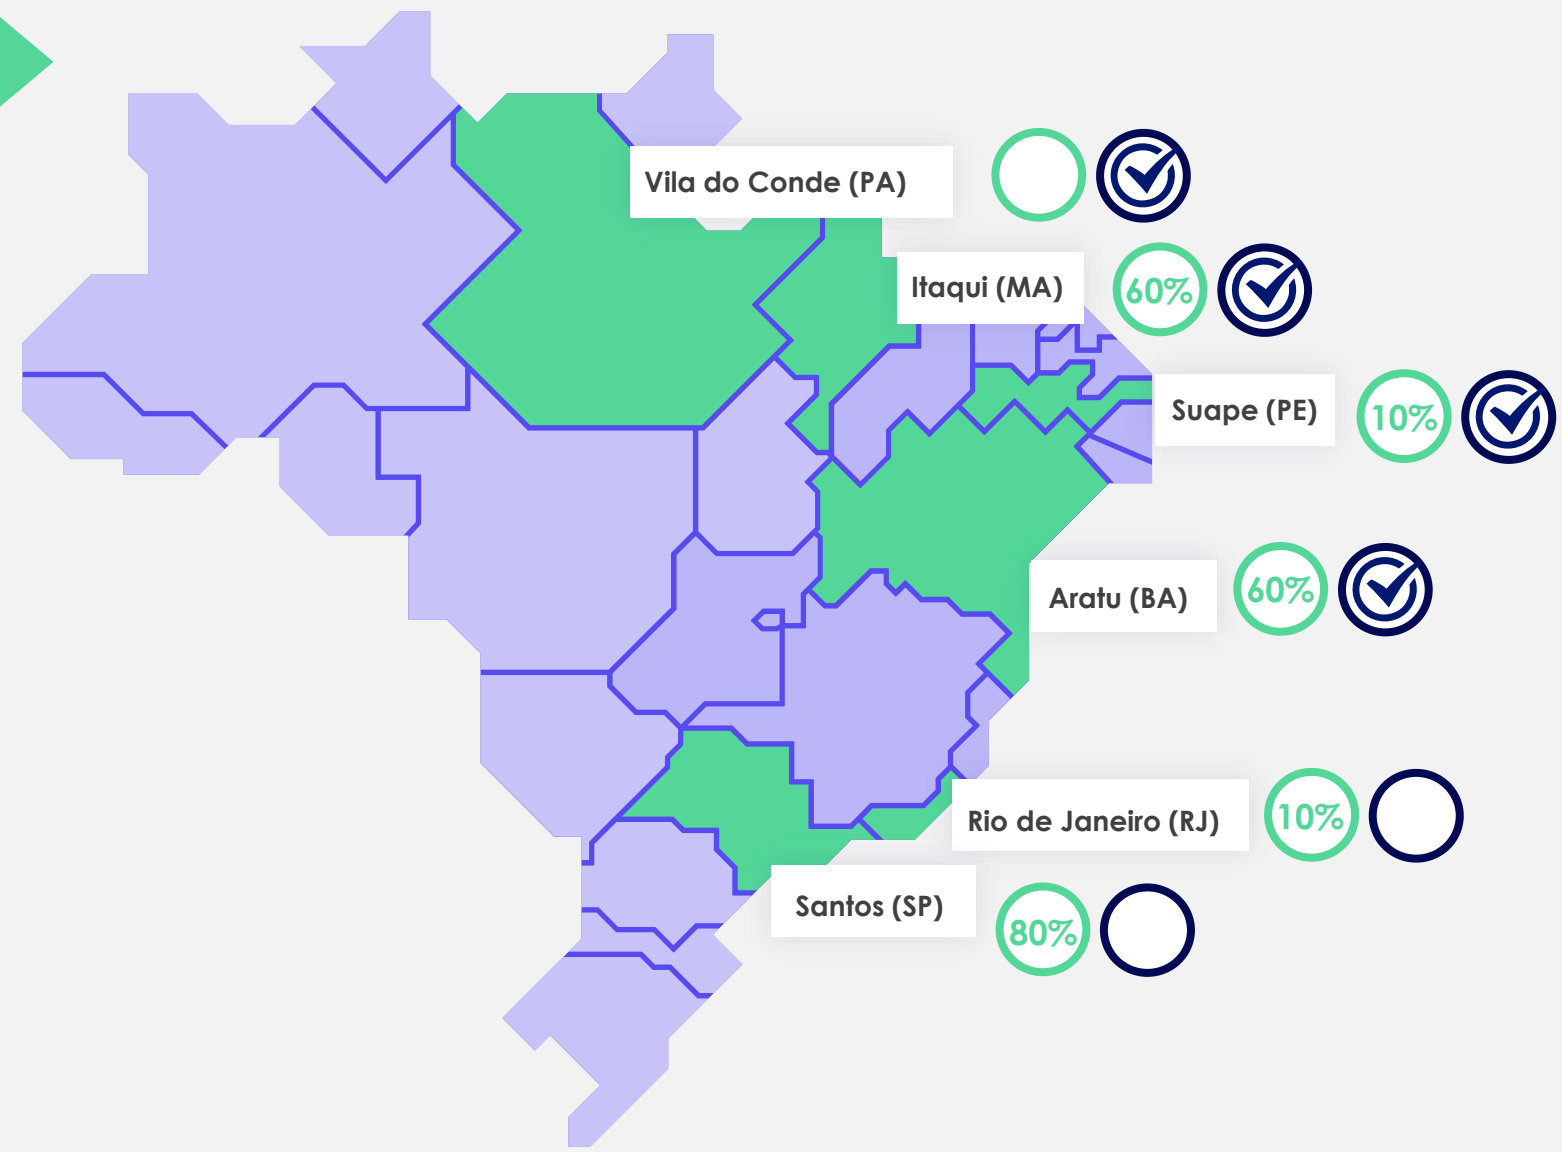 Vila do Conde (PA)
Itaqui (MA)
60%
Suape (PE)
10%
Aratu (BA)
60%
Rio de Janeiro (RJ)
10%
Santos (SP)
80%